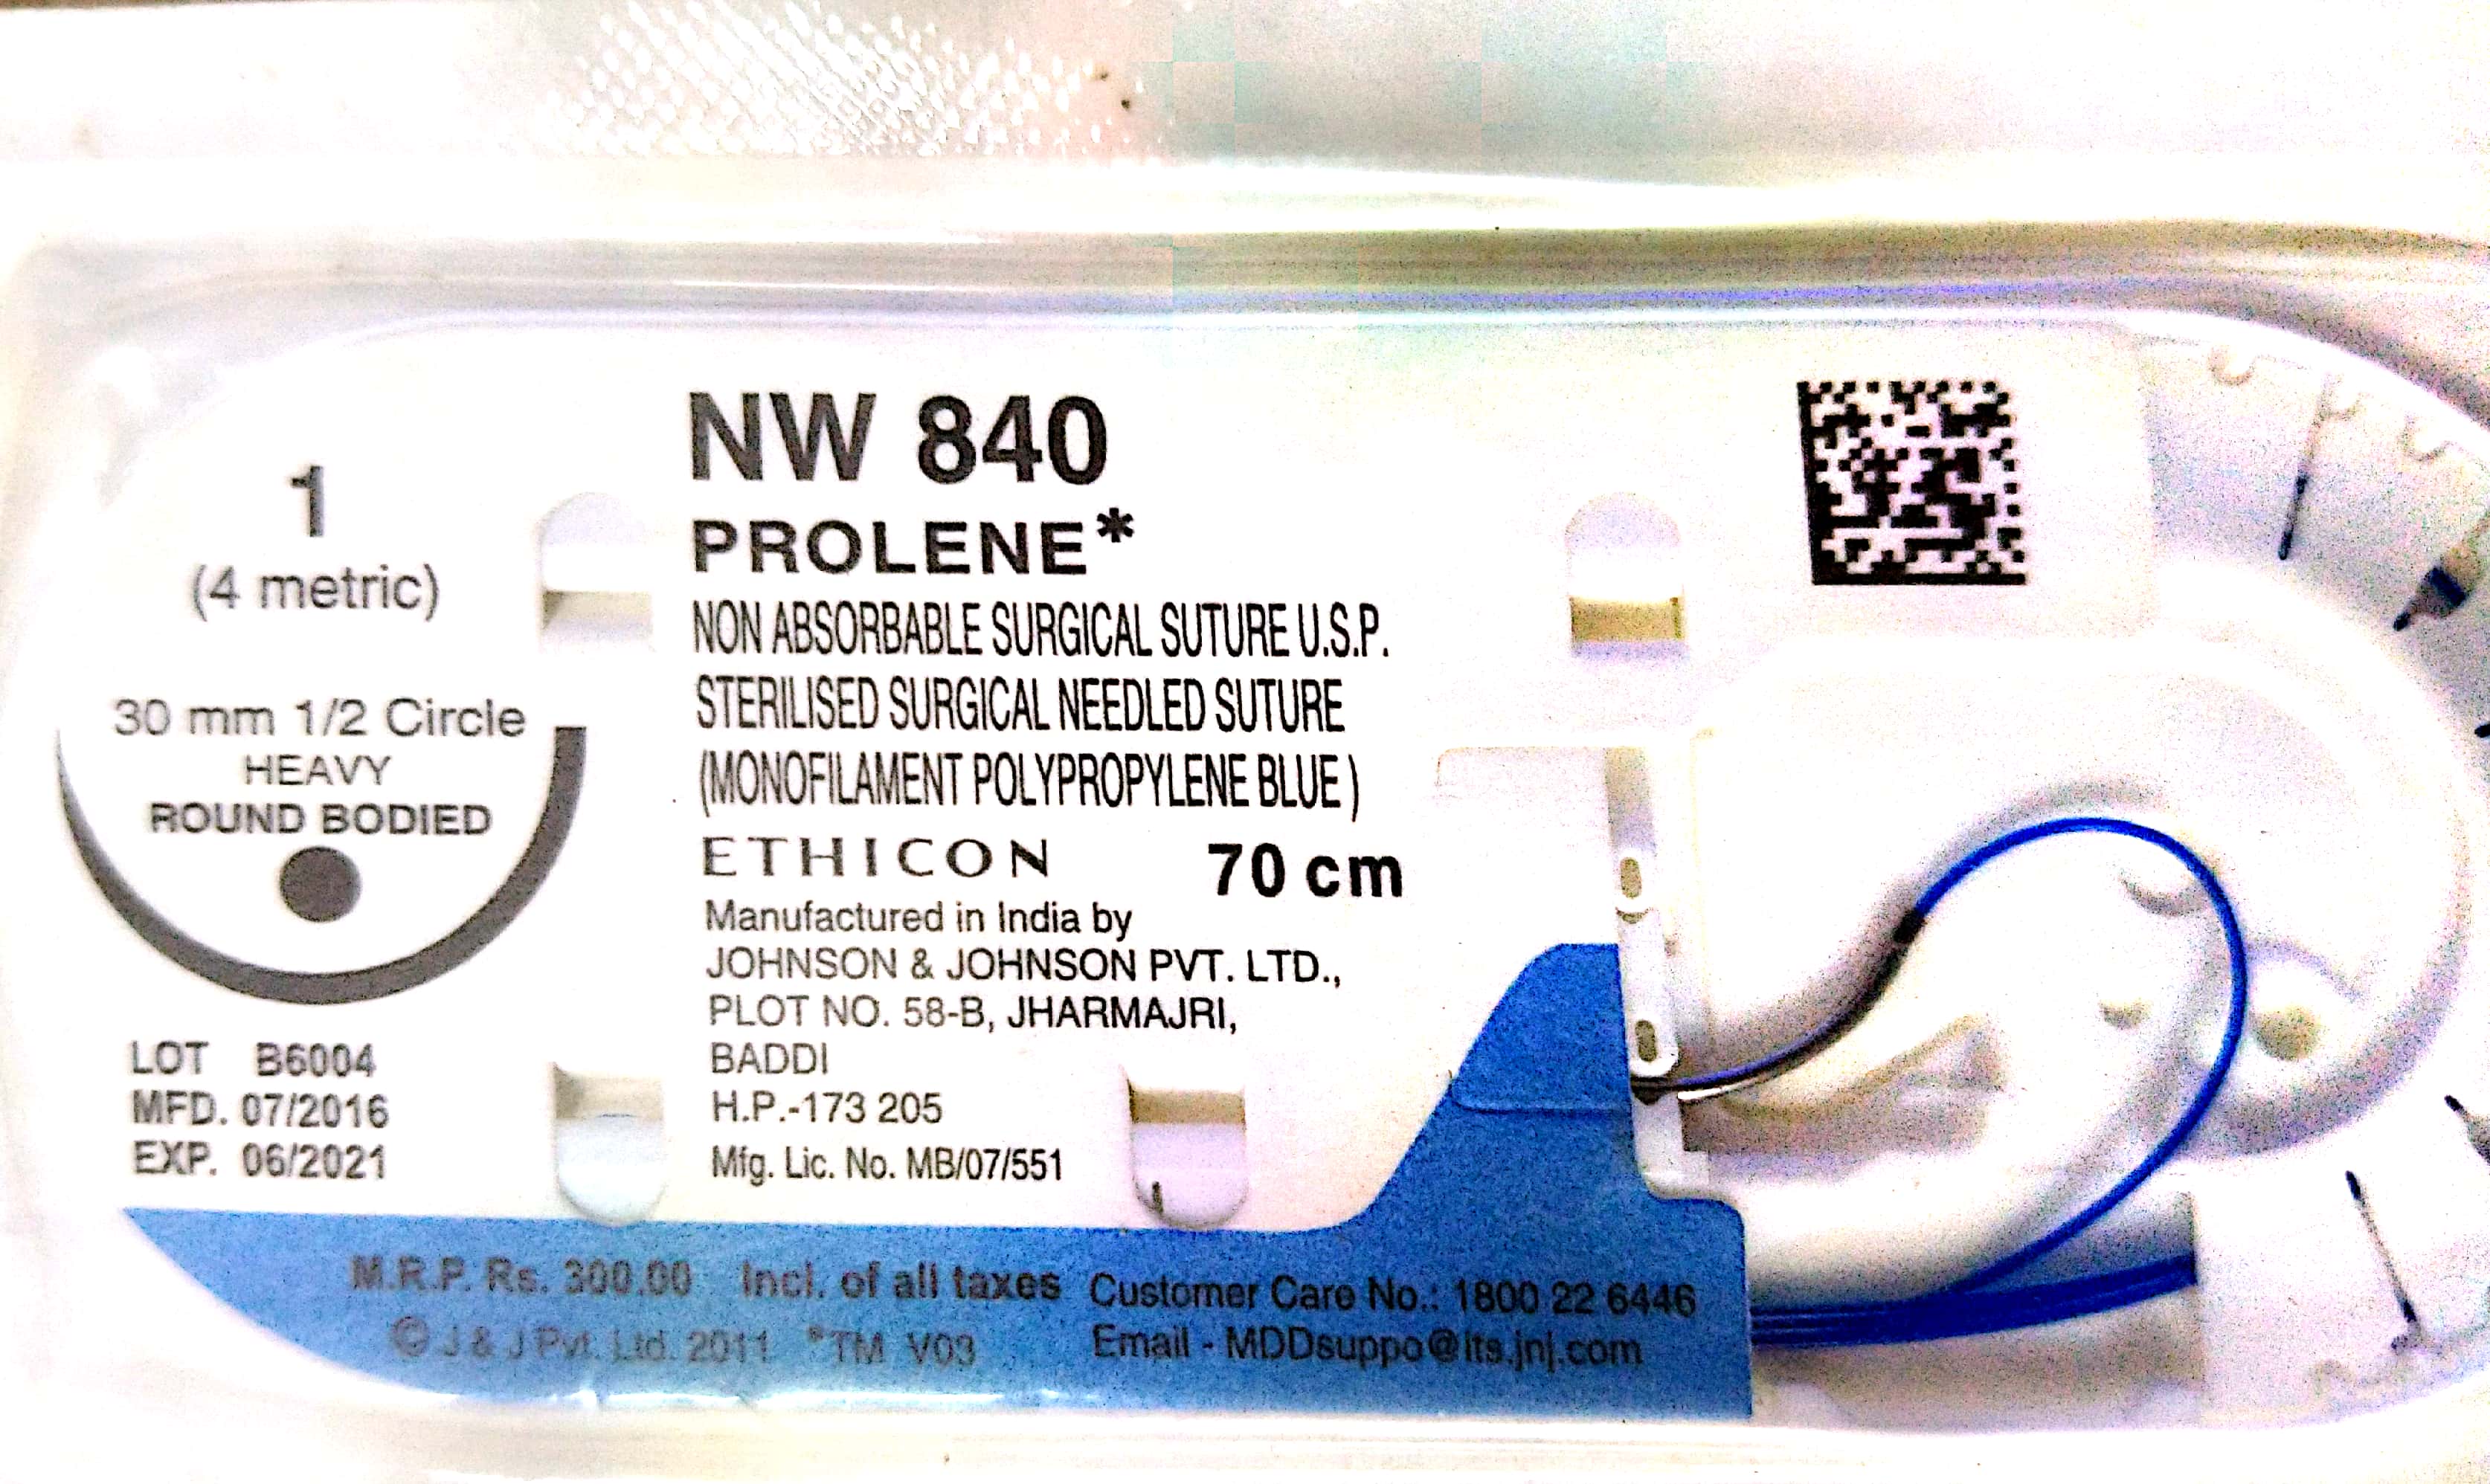 1
(4 metric)
30 mm 1/2 Circle
HEAVY
ROUND BODIED
LOT B6004
MFD. 07/2016
EXP. 06/2021
NW 840
PROLENE*
NON ABSORBABLE SURGICAL SUTURE U.S.P.
STERILISED SURGICAL NEEDLED SUTURE
(MONOFILAMENT POLYPROPYLENE BLUE )
ETHICON 70 cm
Manufactured in India by
JOHNSON & JOHNSON PVT. LTD.,
PLOT NO. 58-B, JHARMAJRI,
BADDI
H.P.-173 205
Mfg. Lic. No. MB/07/551
M.R.P. Rs. 300.00 Incl. of all taxes
© J & J Pvt. Ltd. 2011 *TM V03
Customer Care No.: 1800 22 6446
Email - MDDsuppo@its.jnj.com